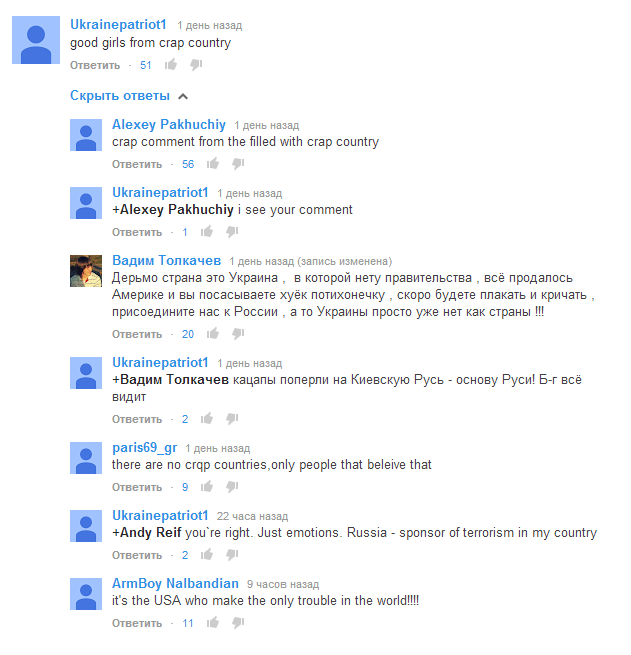 Ukrainepatriot1 1 день назад
good girls from crap country
Ответить · 51
Скрыть ответы
Alexey Pakhuchiy 1 день назад
crap comment from the filled with crap country
Ответить · 56
Ukrainepatriot1 1 день назад
+Alexey Pakhuchiy i see your comment
Ответить · 1
Вадим Толкачев 1 день назад (запись изменена)
Дерьмо страна это Украина , в которой нету правительства , всё продалось
Америке и вы посасываете хуёк потихонечку , скоро будете плакать и кричать ,
присоедините нас к России , а то Украины просто уже нет как страны !!!
Ответить · 20
Ukrainepatriot1 1 день назад
+Вадим Толкачев кацапы поперли на Киевскую Русь - основу Руси! Б-г всё
видит
Ответить · 2
paris69_gr 1 день назад
there are no crqp countries,only people that beleive that
Ответить · 9
Ukrainepatriot1 22 часа назад
+Andy Reif you`re right. Just emotions. Russia - sponsor of terrorism in my country
Ответить · 2
ArmBoy Nalbandian 9 часов назад
it's the USA who make the only trouble in the world!!!!
Ответить · 11